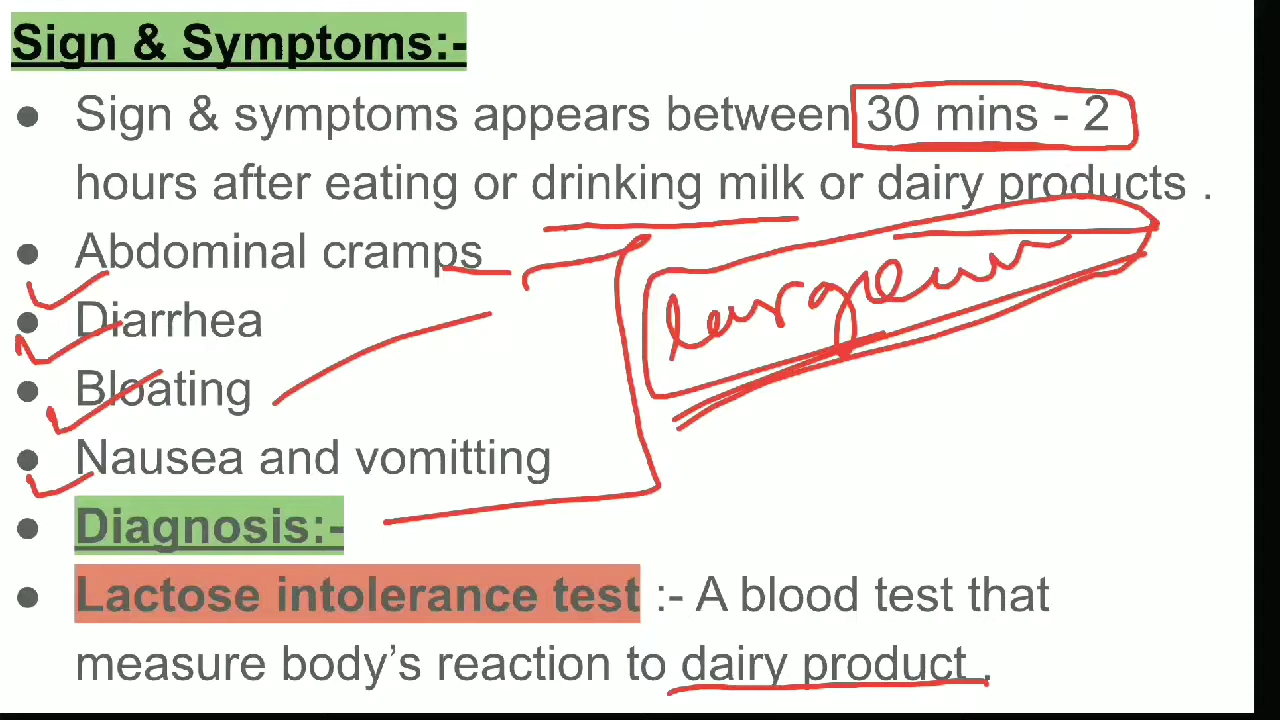 Sign & Symptoms:-
● Sign & symptoms appears between 30 mins - 2
hours after eating or drinking milk or dairy products .
● Abdominal cramps
● Diarrhea
● Bloating
● Nausea and vomitting
● Diagnosis:-
● Lactose intolerance test :- A blood test that
measure body’s reaction to dairy product .